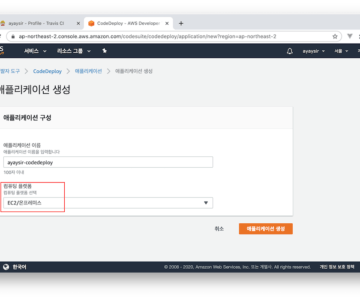 ayaysir - Profile - Travis CI
CodeDeploy - AWS Develope
ap-northeast-2.console.aws.amazon.com/codesuite/codedeploy/application/new?region=ap-northeast-2
서비스
리소스 그룹
ayaysir
서울
도구 > CodeDeploy > 애플리케이션 > 애플리케이션 생성
애플리케이션 생성
애플리케이션 구성
애플리케이션 이름
애플리케이션 이름을 입력합니다
ayaysir-codedeploy
100자 이내
컴퓨팅 플랫폼
컴퓨팅 플랫폼 선택
EC2/온프레미스
취소
애플리케이션 생성
한국어
© 2008 - 2020, Amazon Web Services, Inc. 또는 계열사. All rights reserved.
개인 정보 보호 정책